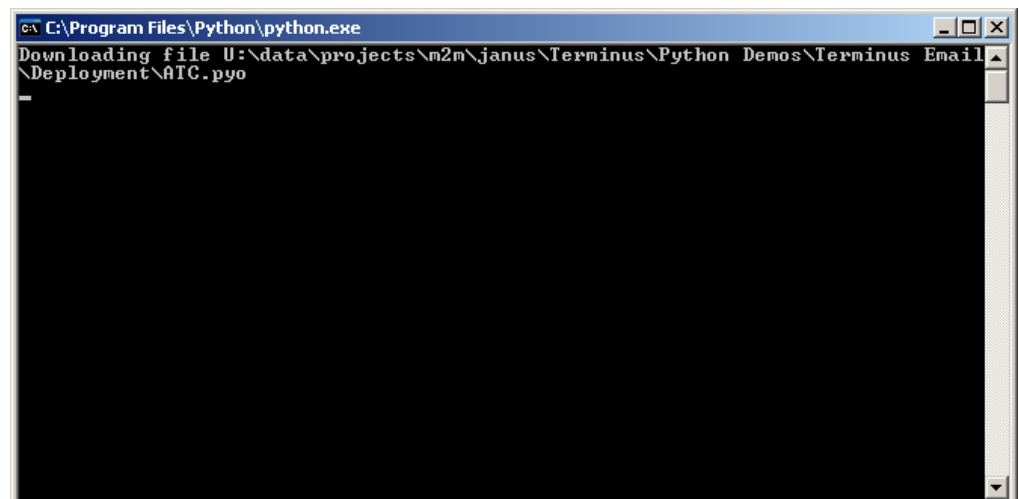 C:\Program Files\Python\python.exe
Downloading file U:\data\projects\m2m\janus\Terminus\Python Demos\Terminus Email
\Deployment\ATC.pyo